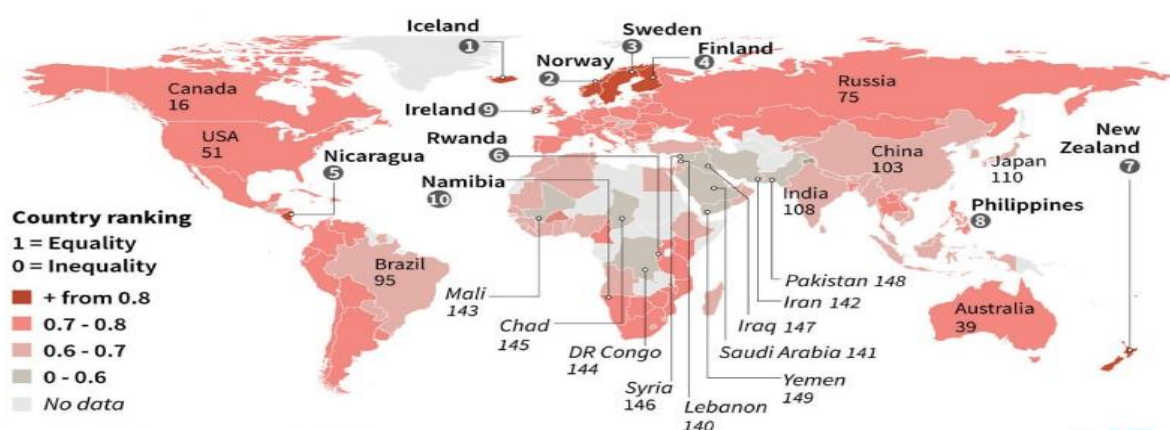 Iceland
1
Sweden
3
Norway
2
Finland
4
Canada
16
Russia
75
Ireland 9
USA
51
Rwanda
6
New
Zealand
7
Nicaragua
5
China
103
Japan
110
Namibia
10
India
108
Philippines
8
Country ranking
1 = Equality
0 = Inequality
+ from 0.8
0.7 - 0.8
0.6 - 0.7
0 - 0.6
No data
Brazil
95
Mali
143
Chad
145
DR Congo
144
Syria
146
Lebanon
140
Yemen
149
Saudi Arabia 141
Iraq 147
Iran 142
Pakistan 148
Australia
39